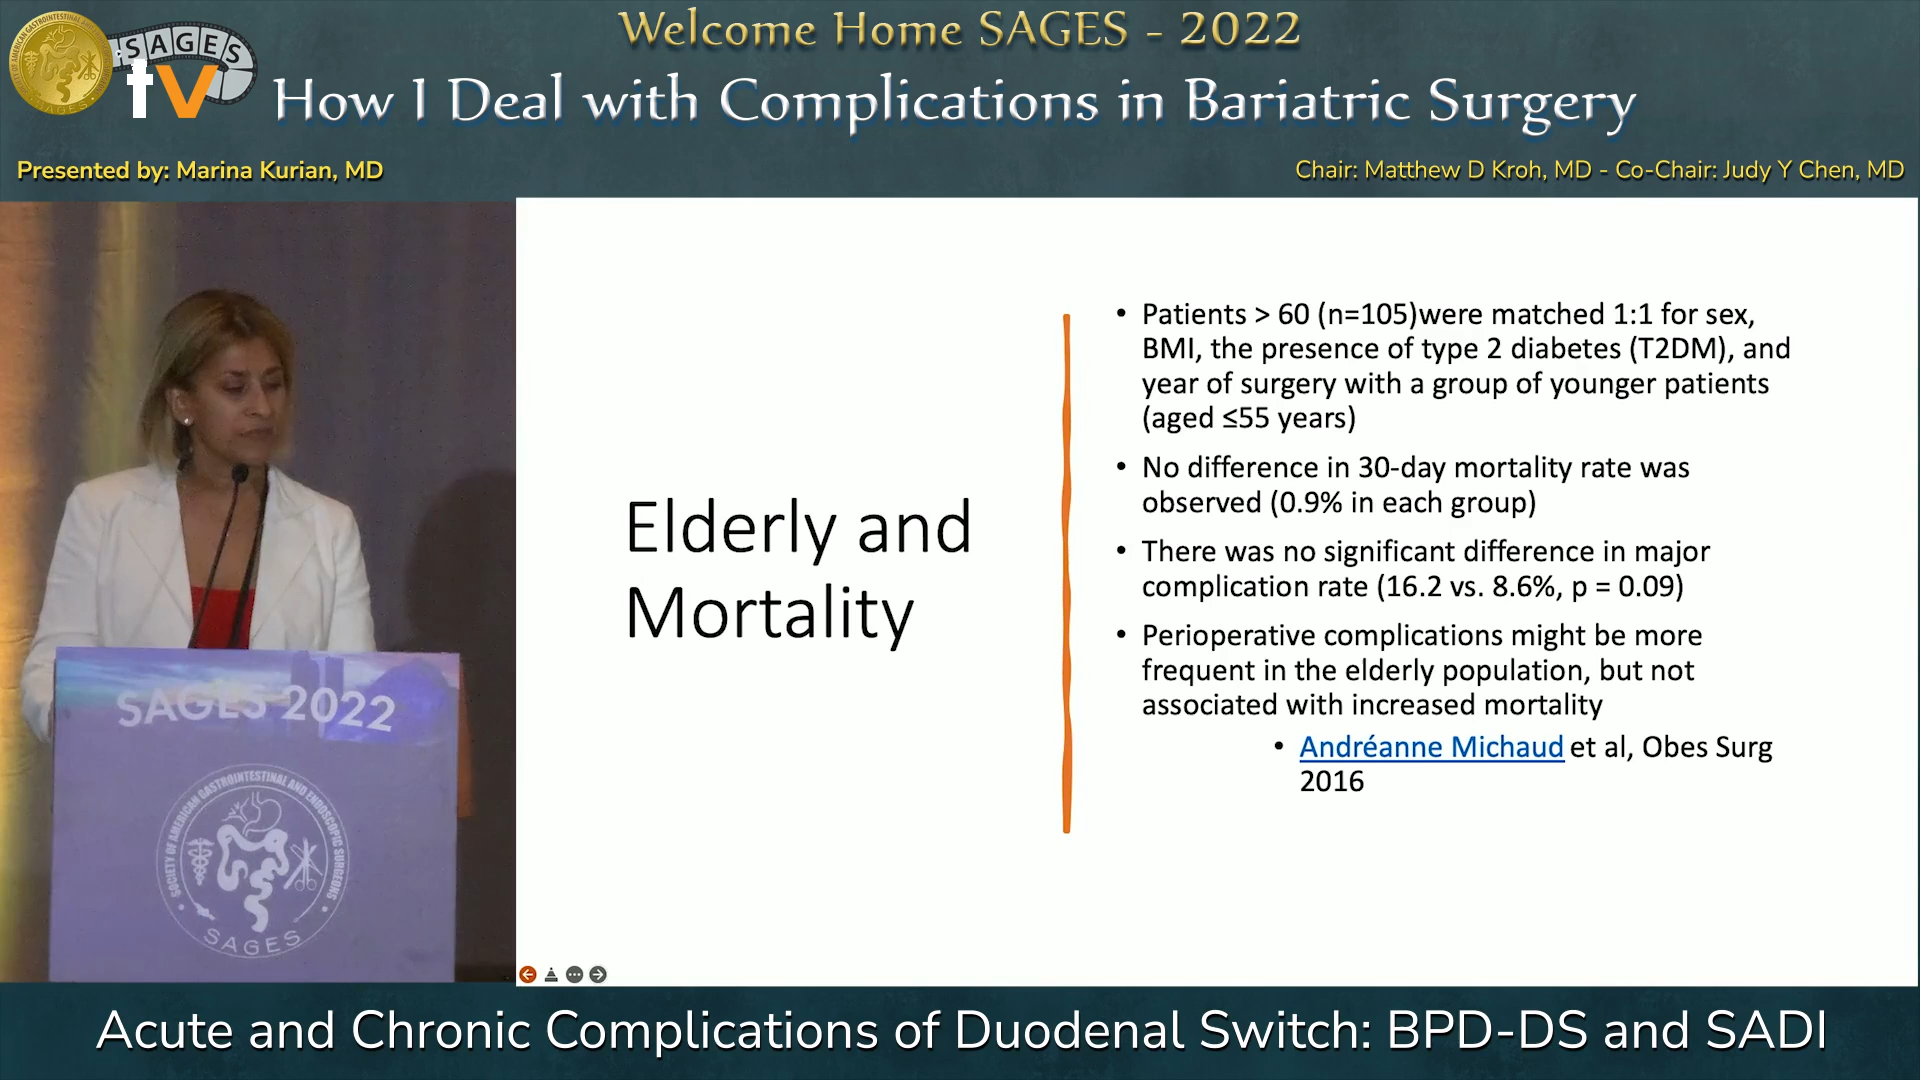 Welcome Home SAGES - 2022
SAGES
tv
How I Deal with Complications in Bariatric Surgery
Presented by: Marina Kurian, MD
Chair: Matthew D Kroh, MD - Co-Chair: Judy Y Chen, MD
Elderly and
Mortality
• Patients > 60 (n=105)were matched 1:1 for sex,
BMI, the presence of type 2 diabetes (T2DM), and
year of surgery with a group of younger patients
(aged ≤55 years)
• No difference in 30-day mortality rate was
observed (0.9% in each group)
• There was no significant difference in major
complication rate (16.2 vs. 8.6%, p = 0.09)
• Perioperative complications might be more
frequent in the elderly population, but not
associated with increased mortality
• Andréanne Michaud et al, Obes Surg
2016
SAGES 2022
SOCIETY OF AMERICAN GASTROINTESTINAL AND ENDOSCOPIC SURGEONS
SAGES
Acute and Chronic Complications of Duodenal Switch: BPD-DS and SADI